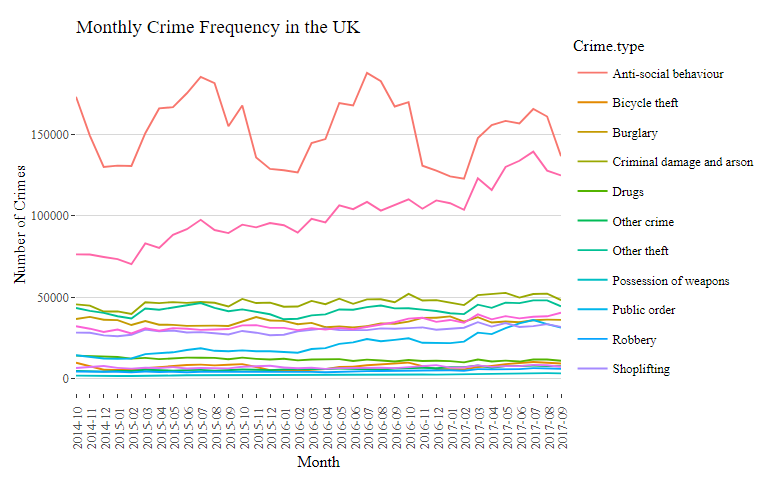 Monthly Crime Frequency in the UK
Crime.type
Anti-social behaviour
Bicycle theft
Burglary
Criminal damage and arson
Drugs
Other crime
Other theft
Possession of weapons
Public order
Robbery
Shoplifting
Number of Crimes
150000
100000
50000
0
2014-10
2014-11
2014-12
2015-01
2015-02
2015-03
2015-04
2015-05
2015-06
2015-07
2015-08
2015-09
2015-10
2015-11
2015-12
2016-01
2016-02
2016-03
2016-04
2016-05
2016-06
2016-07
2016-08
2016-09
2016-10
2016-11
2016-12
2017-01
2017-02
2017-03
2017-04
2017-05
2017-06
2017-07
2017-08
2017-09
Month